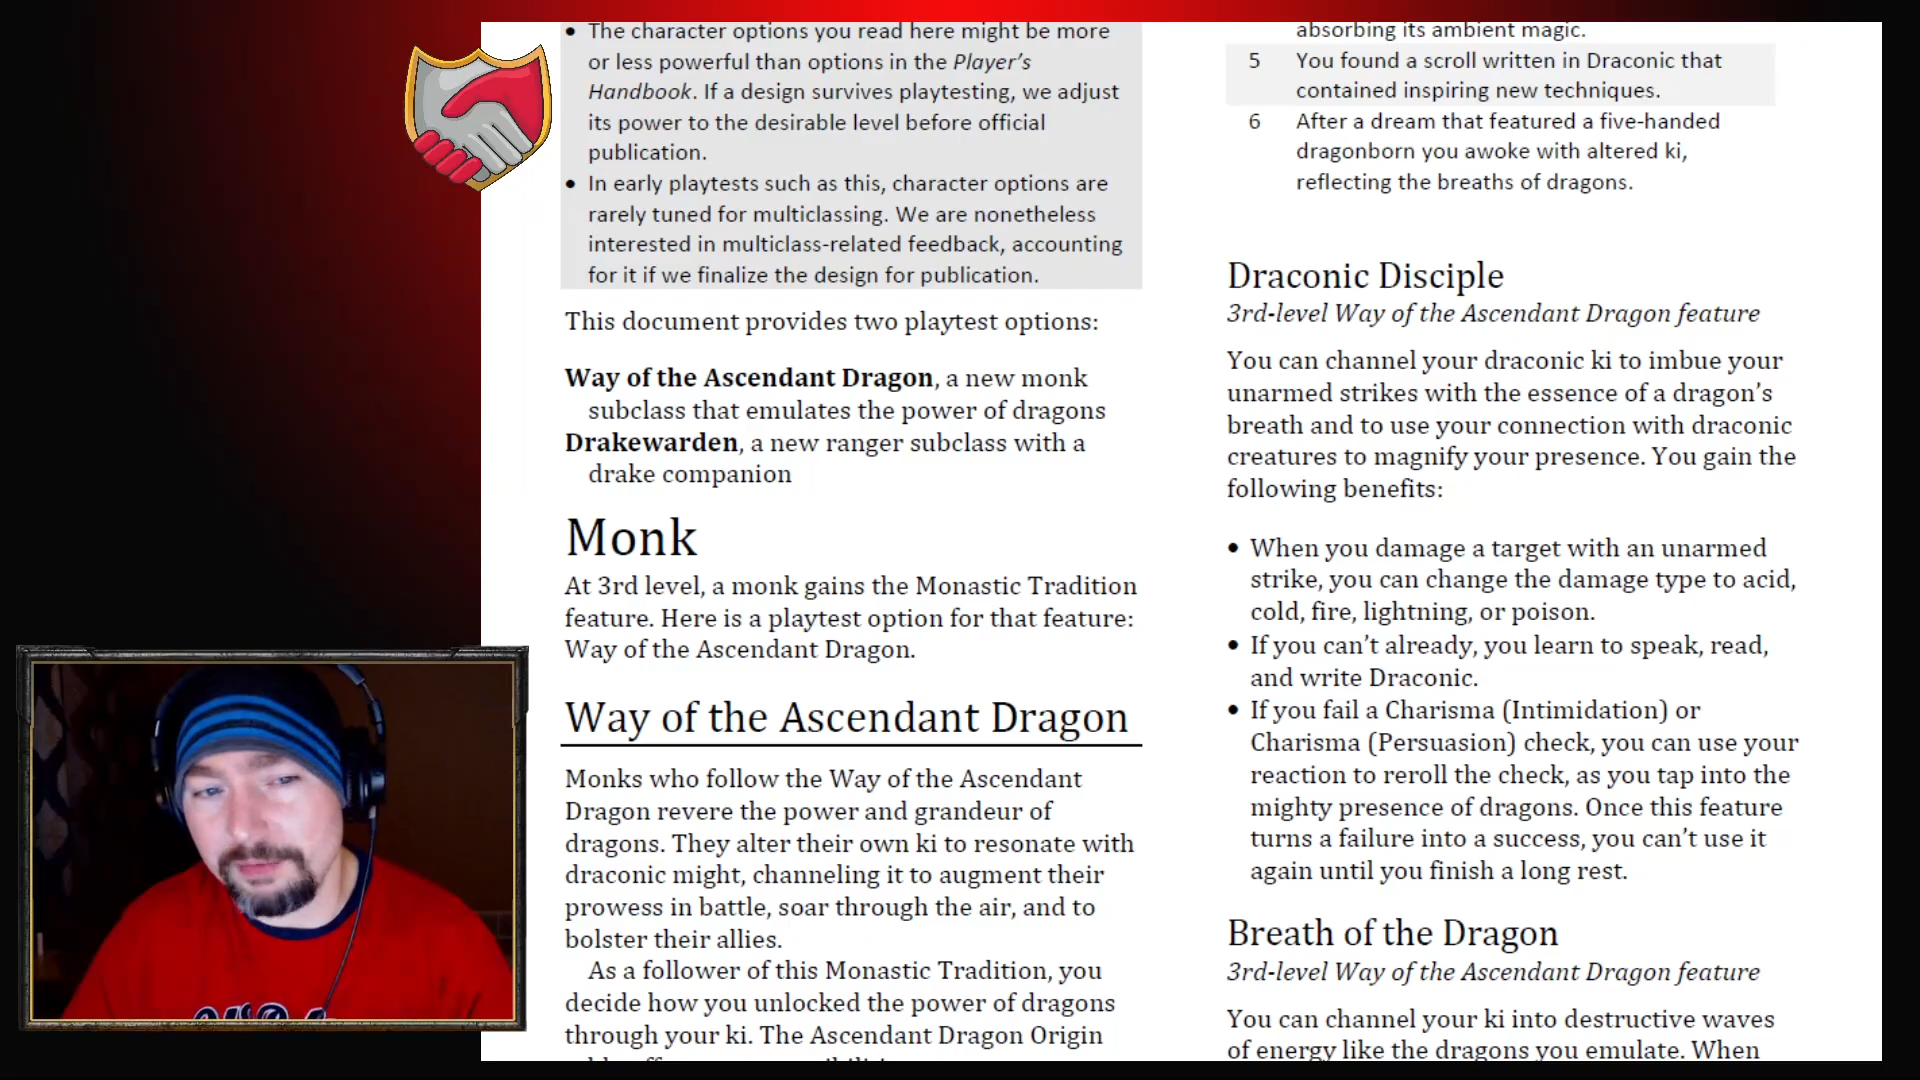 • The character options you read here might be more
or less powerful than options in the Player’s
Handbook. If a design survives playtesting, we adjust
its power to the desirable level before official
publication.
• In early playtests such as this, character options are
rarely tuned for multiclassing. We are nonetheless
interested in multiclass-related feedback, accounting
for it if we finalize the design for publication.
This document provides two playtest options:
Way of the Ascendant Dragon, a new monk
subclass that emulates the power of dragons
Drakewarden, a new ranger subclass with a
drake companion
Monk
At 3rd level, a monk gains the Monastic Tradition
feature. Here is a playtest option for that feature:
Way of the Ascendant Dragon.
Way of the Ascendant Dragon
Monks who follow the Way of the Ascendant
Dragon revere the power and grandeur of
dragons. They alter their own ki to resonate with
draconic might, channeling it to augment their
prowess in battle, soar through the air, and to
bolster their allies.
As a follower of this Monastic Tradition, you
decide how you unlocked the power of dragons
through your ki. The Ascendant Dragon Origin
absorbing its ambient magic.
5 You found a scroll written in Draconic that
contained inspiring new techniques.
6 After a dream that featured a five-handed
dragonborn you awoke with altered ki,
reflecting the breaths of dragons.
Draconic Disciple
3rd-level Way of the Ascendant Dragon feature
You can channel your draconic ki to imbue your
unarmed strikes with the essence of a dragon’s
breath and to use your connection with draconic
creatures to magnify your presence. You gain the
following benefits:
• When you damage a target with an unarmed
strike, you can change the damage type to acid,
cold, fire, lightning, or poison.
• If you can’t already, you learn to speak, read,
and write Draconic.
• If you fail a Charisma (Intimidation) or
Charisma (Persuasion) check, you can use your
reaction to reroll the check, as you tap into the
mighty presence of dragons. Once this feature
turns a failure into a success, you can’t use it
again until you finish a long rest.
Breath of the Dragon
3rd-level Way of the Ascendant Dragon feature
You can channel your ki into destructive waves
of energy like the dragons you emulate. When